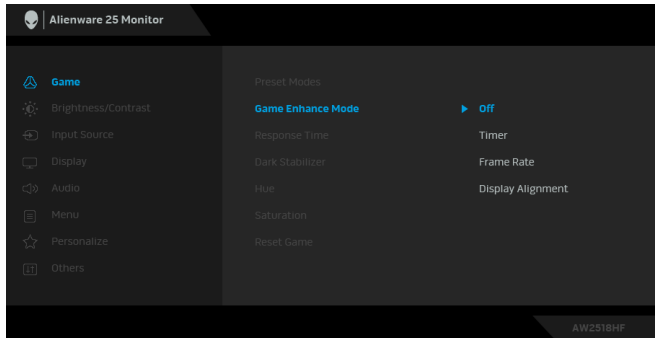 Alienware 25 Monitor
Game
Preset Modes
Brightness/Contrast
Game Enhance Mode
Off
Input Source
Response Time
Timer
Display
Dark Stabilizer
Frame Rate
Audio
Hue
Display Alignment
Menu
Saturation
Personalize
Reset Game
Others
AW2518HF